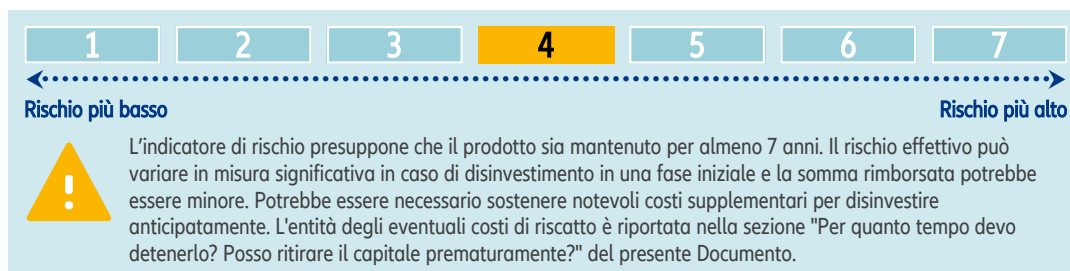 1 2 3 4 5 6 7
Rischio più basso Rischio più alto
L'indicatore di rischio presuppone che il prodotto sia mantenuto per almeno 7 anni. Il rischio effettivo può
variare in misura significativa in caso di disinvestimento in una fase iniziale e la somma rimborsata potrebbe
essere minore. Potrebbe essere necessario sostenere notevoli costi supplementari per disinvestire
anticipatamente. L'entità degli eventuali costi di riscatto è riportata nella sezione "Per quanto tempo devo
detenerlo? Posso ritirare il capitale prematuramente?" del presente Documento.